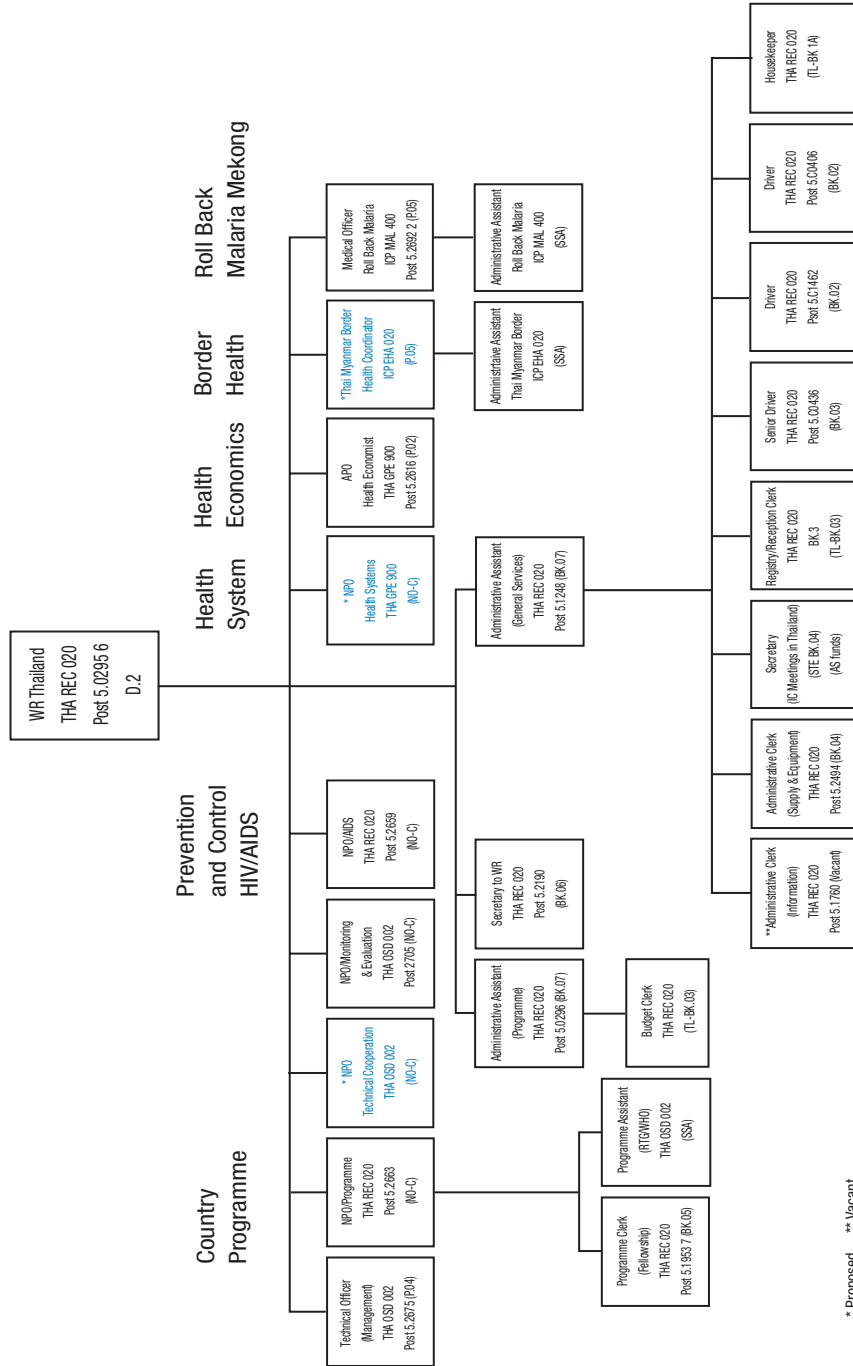 WR Thailand
THA REC 020
Post 5.0295 6
D.2
Country
Programme
Prevention
and Control
HIV/AIDS
Health
System
Health
Economics
Border
Health
Roll Back
Malaria Mekong
Technical Officer
(Management)
THA OSD 002
Post 5.2675 (P.04)
NPO/Programme
THA REC 020
Post 5.2663
(NO-C)
* NPO
Technical Cooperation
THA OSD 002
(NO-C)
NPO/Monitoring
& Evaluation
THA OSD 002
Post 2705 (NO-C)
NPO/AIDS
THA REC 020
Post 5.2659
(NO-C)
* NPO
Health Systems
THA GPE 900
(NO-C)
APO
Health Economist
THA GPE 900
Post 5.2616 (P.02)
*Thai Myanmar Border
Health Coordinator
ICP EHA 020
(P.05)
Medical Officer
Roll Back Malaria
ICP MAL 400
Post 5.2692 2 (P.05)
Administative Assistant
(Programme)
THA REC 020
Post 5.0296 (BK.07)
Secretary to WR
THA REC 020
Post 5.2190
(BK.06)
Administrative Assistant
(General Services)
THA REC 020
Post 5.1248 (BK.07)
Administrtaive Assistant
Thai Myanmar Border
ICP EHA 020
(SSA)
Administrative Assistant
Roll Back Malaria
ICP MAL 400
(SSA)
Programme Clerk
(Fellowship)
THA REC 020
Post 5.1953 7 (BK.05)
Programme Assistant
(RTG/WHO)
THA OSD 002
(SSA)
Budget Clerk
THA REC 020
(TL-BK.03)
**Administrative Clerk
(Information)
THA REC 020
Post 5.1760 (Vacant)
Administrative Clerk
(Supply & Equipment)
THA REC 020
Post 5.2494 (BK.04)
Secretary
(IC Meetings in Thailand)
(STE BK.04)
(AS funds)
Registry/Reception Clerk
THA REC 020
BK.3
(TL-BK.03)
Senior Driver
THA REC 020
Post 5.C0436
(BK.03)
Driver
THA REC 020
Psot 5.C1462
(BK.02)
Driver
THA REC 020
Post 5.C0406
(BK.02)
Housekeeper
THA REC 020
(TL-BK 1A)
* Proposed ** Vacant